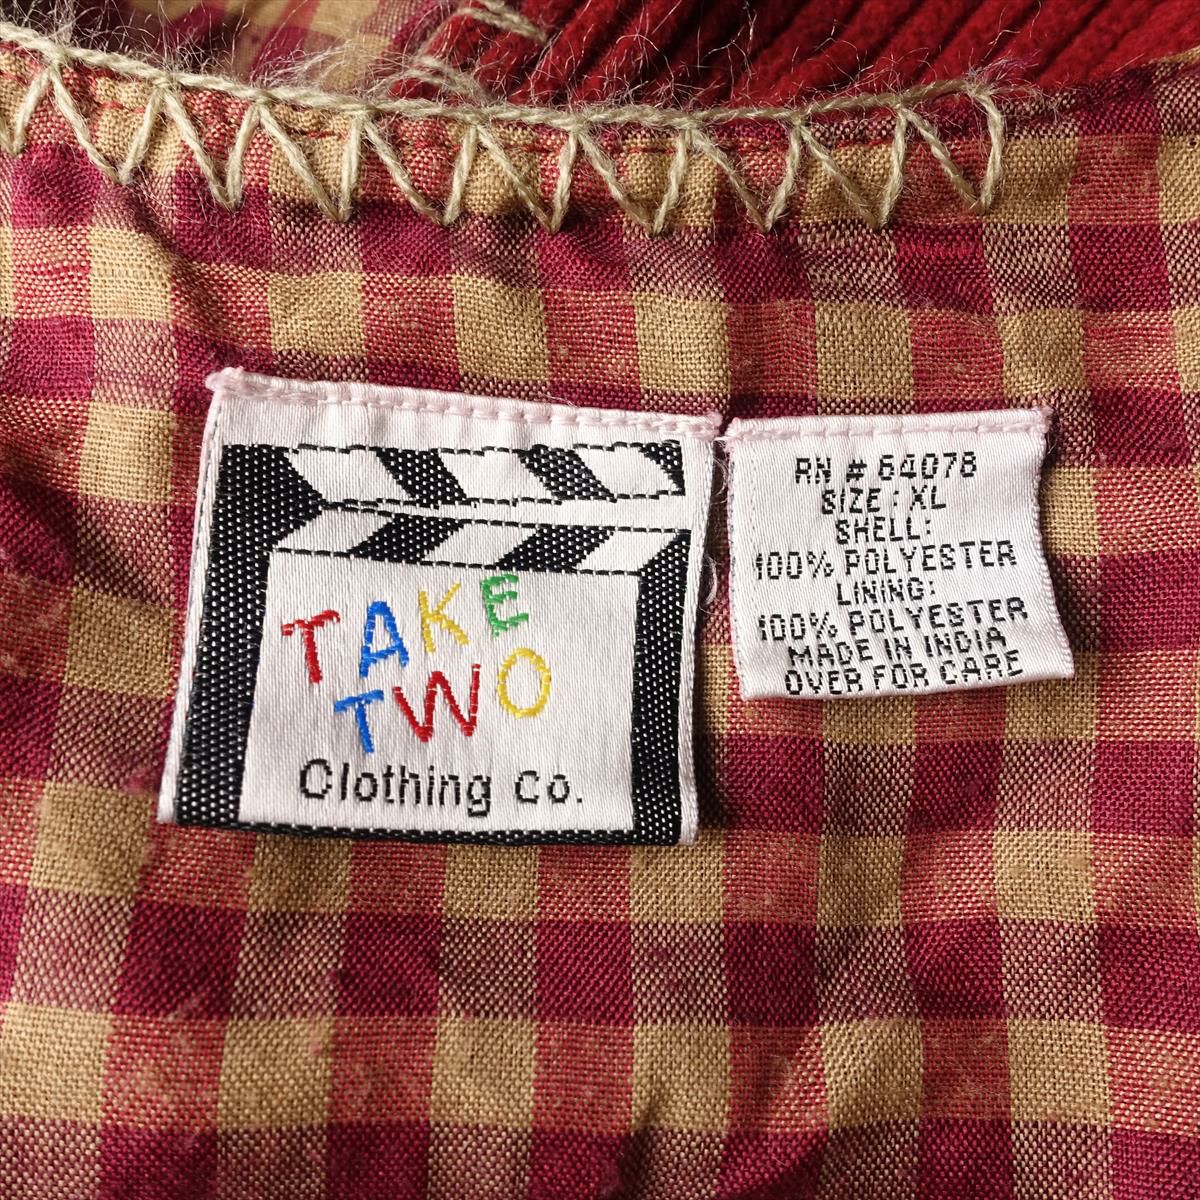 TAKE
TWO
Clothing Co.
RN # 64078
SIZE : XL
SHELL:
100% POLYESTER
LINING:
100% POLYESTER
MADE IN INDIA
OVER FOR CARE